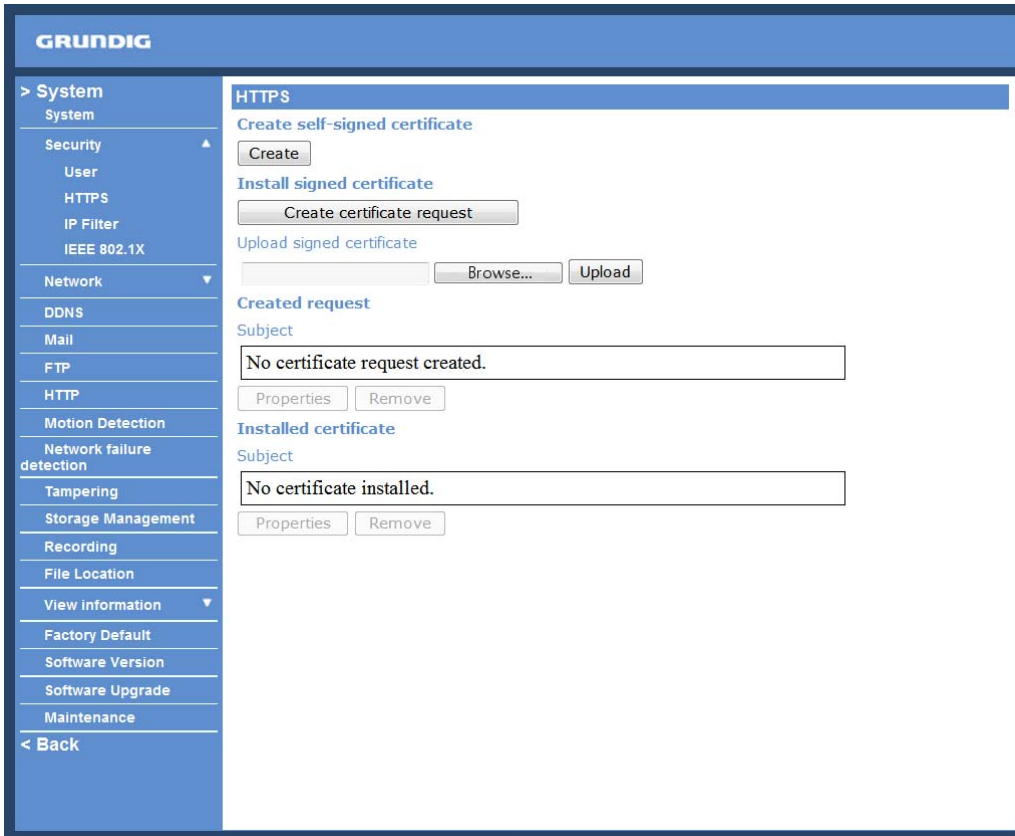 GRUNDIG
> System
System
Security
User
HTTPS
IP Filter
IEEE 802.1X
Network
DDNS
Mail
FTP
HTTP
Motion Detection
Network failure
detection
Tampering
Storage Management
Recording
File Location
View information
Factory Default
Software Version
Software Upgrade
Maintenance
< Back
HTTPS
Create self-signed certificate
Create
Install signed certificate
Create certificate request
Upload signed certificate
Browse... Upload
Created request
Subject
No certificate request created.
Properties Remove
Installed certificate
Subject
No certificate installed.
Properties Remove